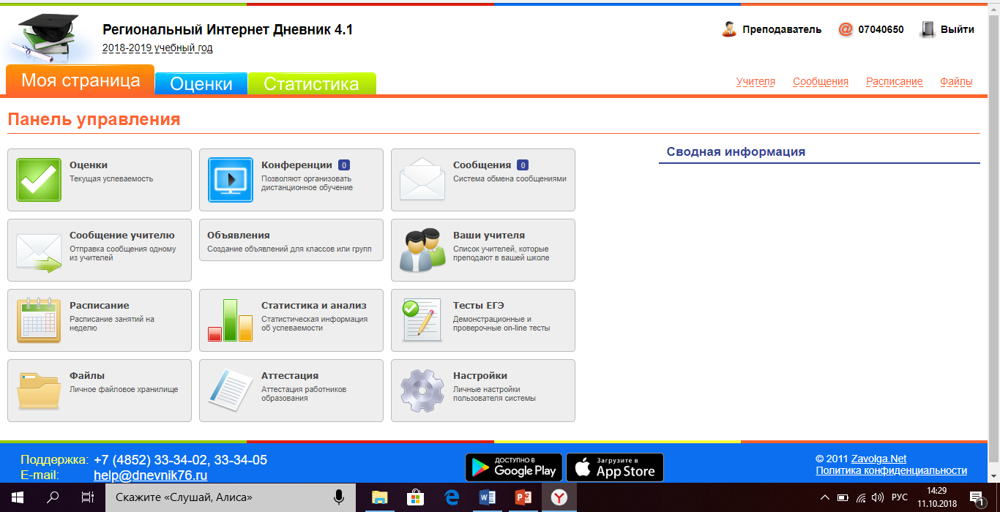 Региональный Интернет Дневник 4.1
2018-2019 учебный год
Преподаватель
07040650
Выйти
Моя страница
Оценки
Статистика
Учителя
Сообщения
Расписание
Файлы
Панель управления
Оценки
Текущая успеваемость
Конференции 0
Позволяют организовать
дистанционное обучение
Сообщения 0
Система обмена сообщениями
Сводная информация
Сообщение учителю
Отправка сообщения одному
из учителей
Объявления
Создание объявлений для классов или групп
Ваши учителя
Список учителей, которые
преподают в вашей школе
Расписание
Расписание занятий на
неделю
Статистика и анализ
Статистическая информация
об успеваемости
Тесты ЕГЭ
Демонстрационные и
проверочные on-line тесты
Файлы
Личное файловое хранилище
Аттестация
Аттестация работников
образования
Настройки
Личные настройки
пользователя системы
Поддержка: +7 (4852) 33-34-02, 33-34-05
E-mail: help@dnevnik76.ru
ДОСТУПНО В
Google Play
Загрузите в
App Store
© 2011 Zavolga.Net
Политика конфиденциальности
Скажите «Слушай, Алиса»
РУС
14:29
11.10.2018
1